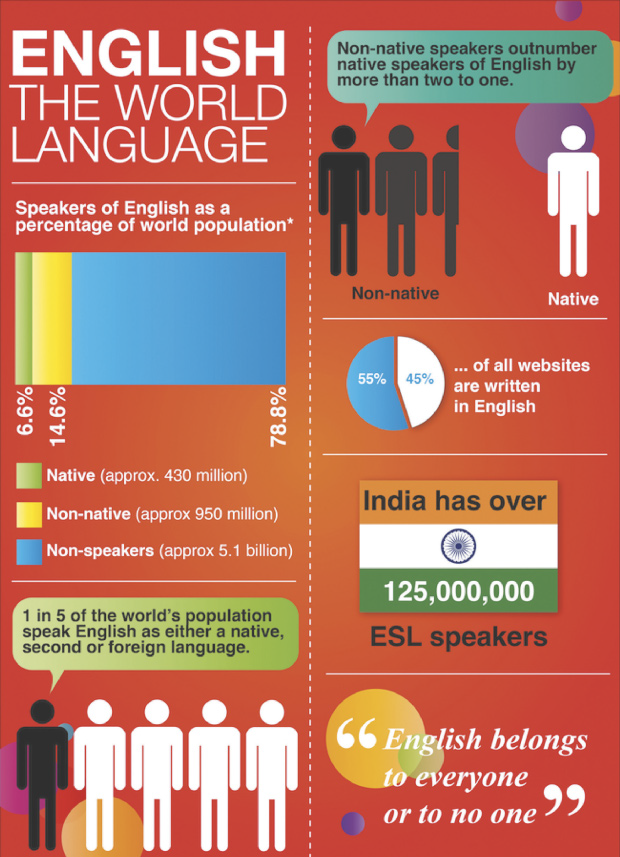 ENGLISH
THE WORLD
LANGUAGE
Speakers of English as a
percentage of world population*
6.6%
14.6%
78.8%
Native (approx. 430 million)
Non-native (approx 950 million)
Non-speakers (approx 5.1 billion)
1 in 5 of the world's population
speak English as either a native,
second or foreign language.
Non-native speakers outnumber
native speakers of English by
more than two to one.
Non-native
Native
55%
45%
... of all websites
are written
in English
India has over
125,000,000
ESL speakers
“English belongs
to everyone
or to no one”